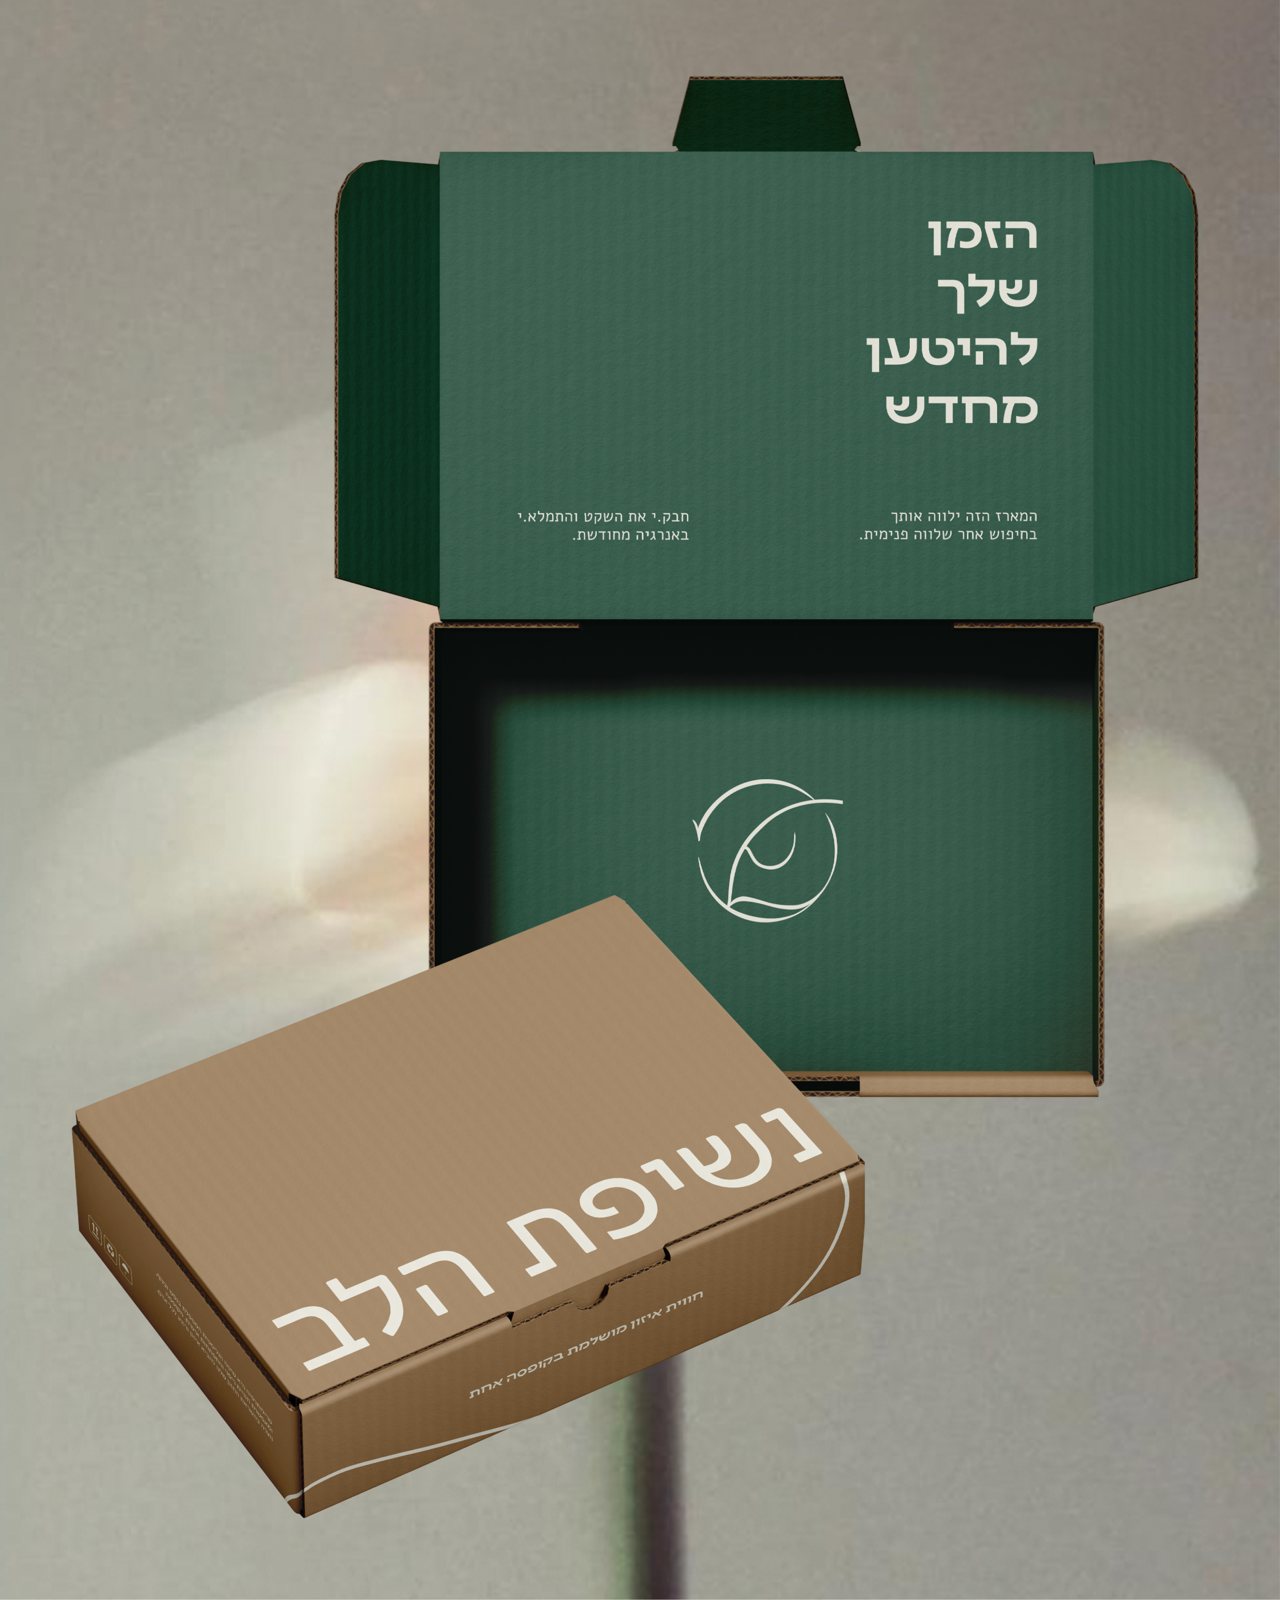 הזמן
שלך
להיטען
מחדש
המארז הזה ילווה אותך
בחיפוש אחר שלווה פנימית.
חבק.י את השקט והתמלא.י
באנרגיה מחודשת.
נשיפת הלב
חווית איזון מושלמת בקופסה אחת